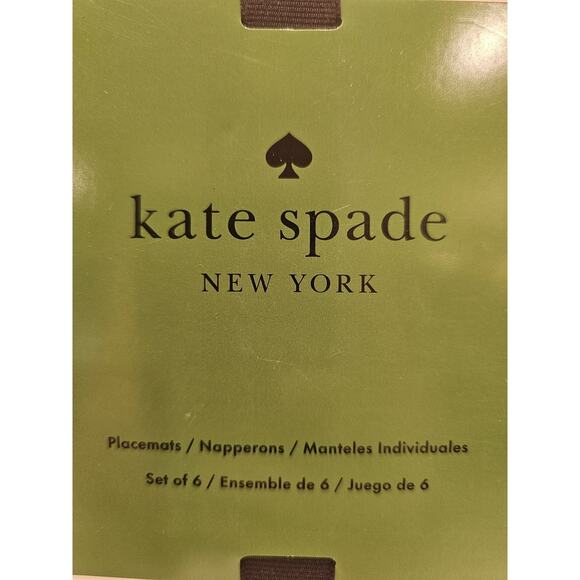 kate spade
NEW YORK
Placemats / Napperons / Manteles Individuales
Set of 6 / Ensemble de 6 / Juego de 6